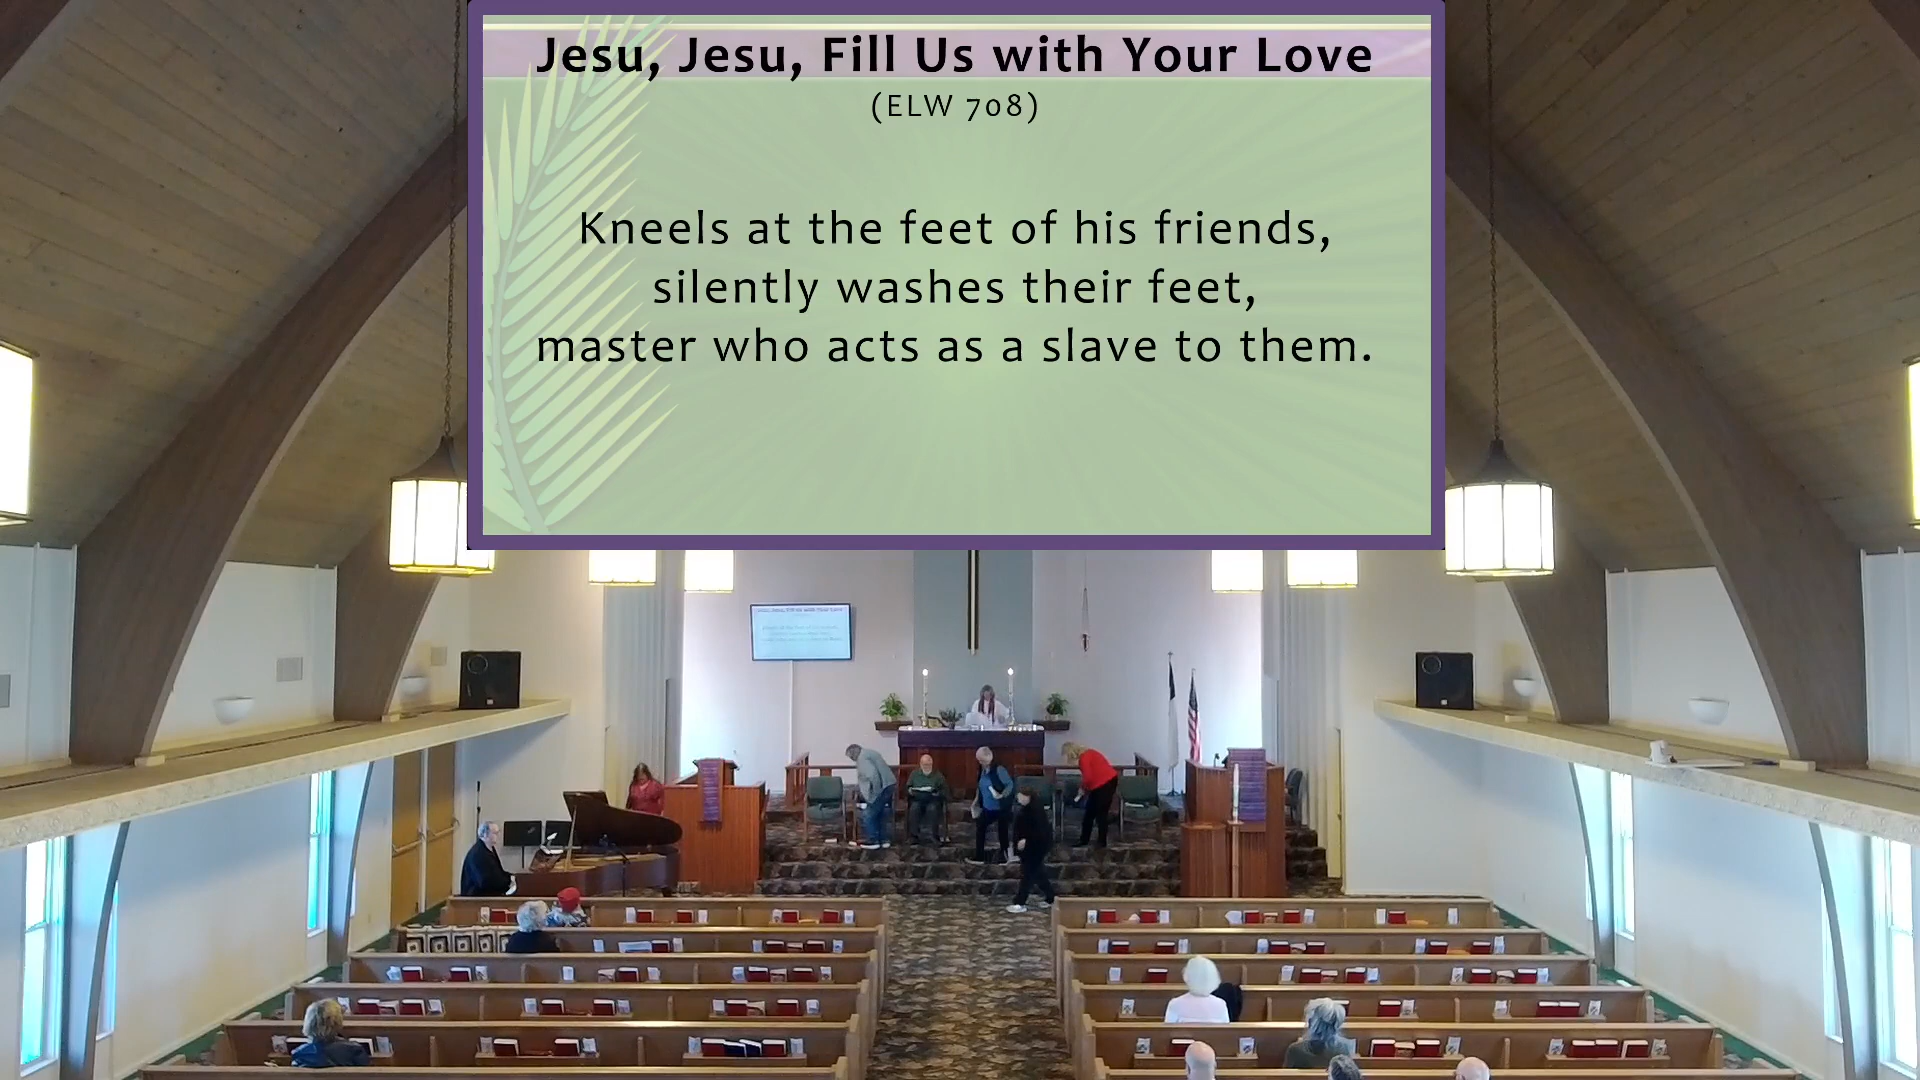 Jesu, Jesu, Fill Us with Your Love
(ELW 708)
Kneels at the feet of his friends,
silently washes their feet,
master who acts as a slave to them.